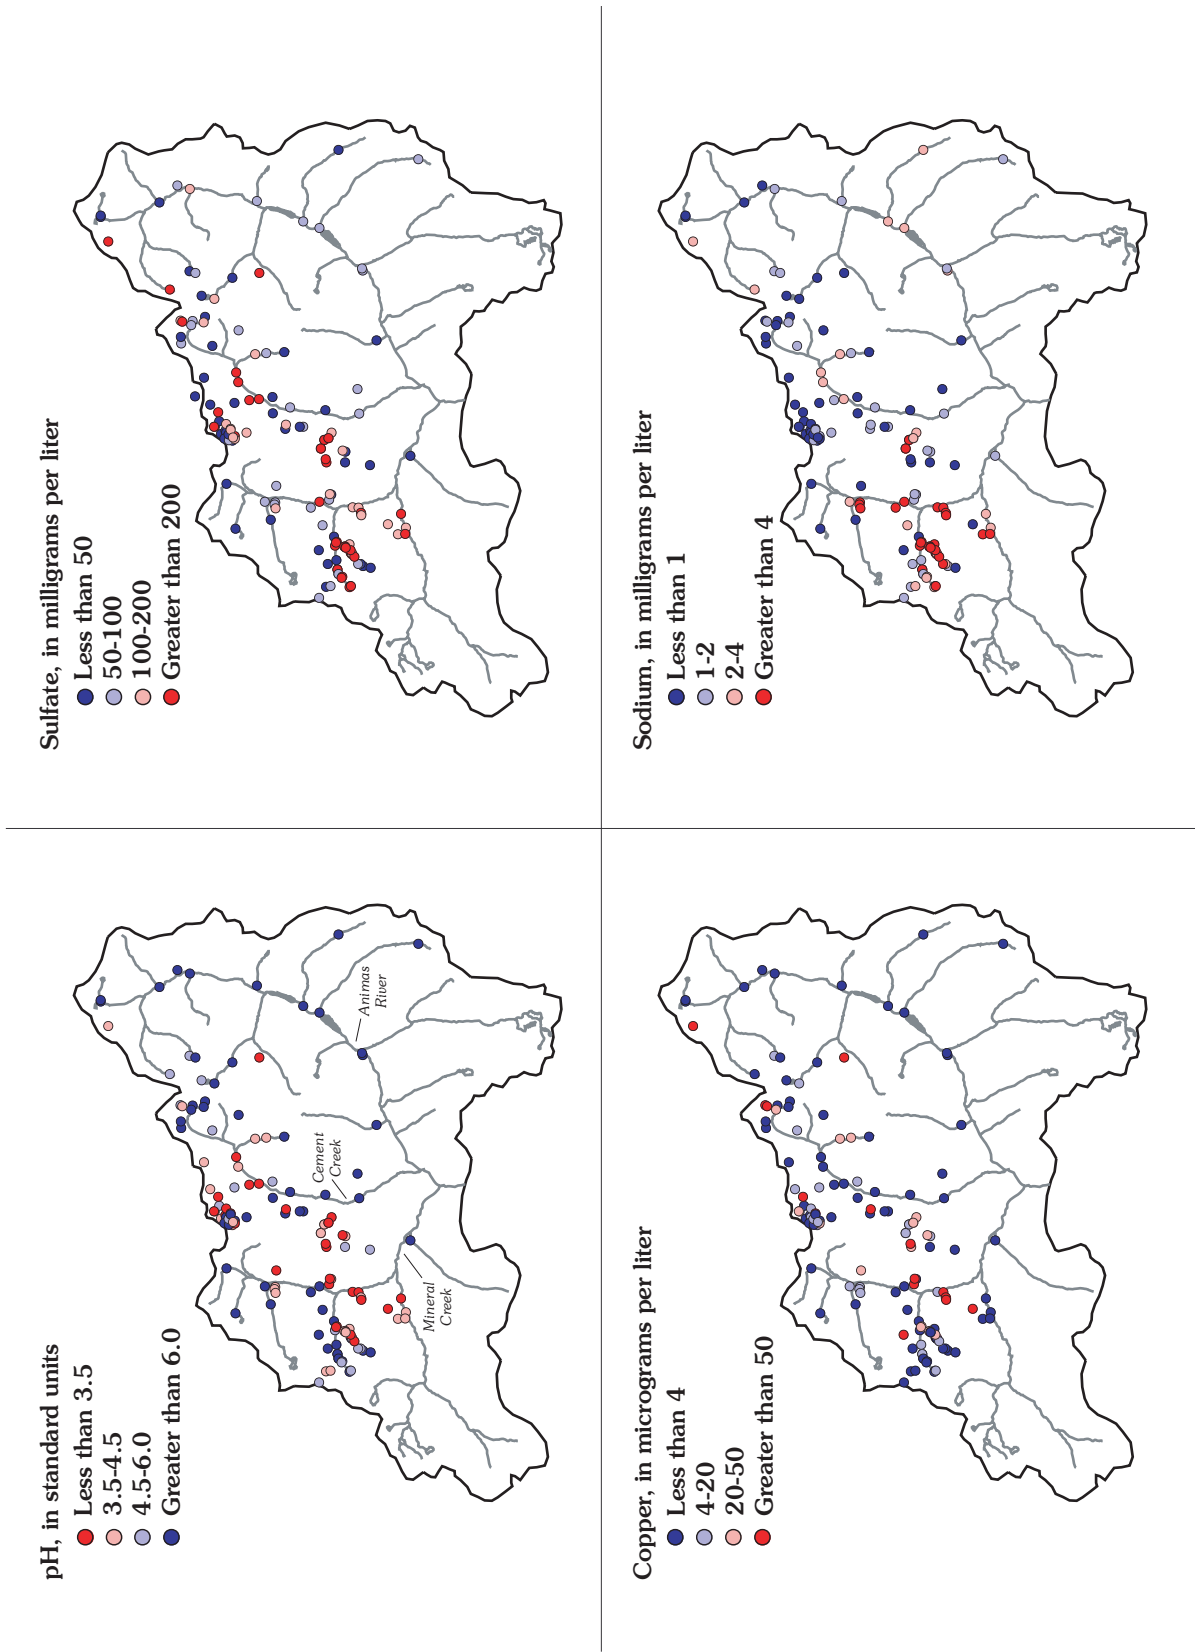 pH, in standard units
Less than 3.5
3.5-4.5
4.5-6.0
Greater than 6.0
Cement
Creek
Animas
River
Mineral
Creek
Sulfate, in milligrams per liter
Less than 50
50-100
100-200
Greater than 200
Copper, in micrograms per liter
Less than 4
4-20
20-50
Greater than 50
Sodium, in milligrams per liter
Less than 1
1-2
2-4
Greater than 4